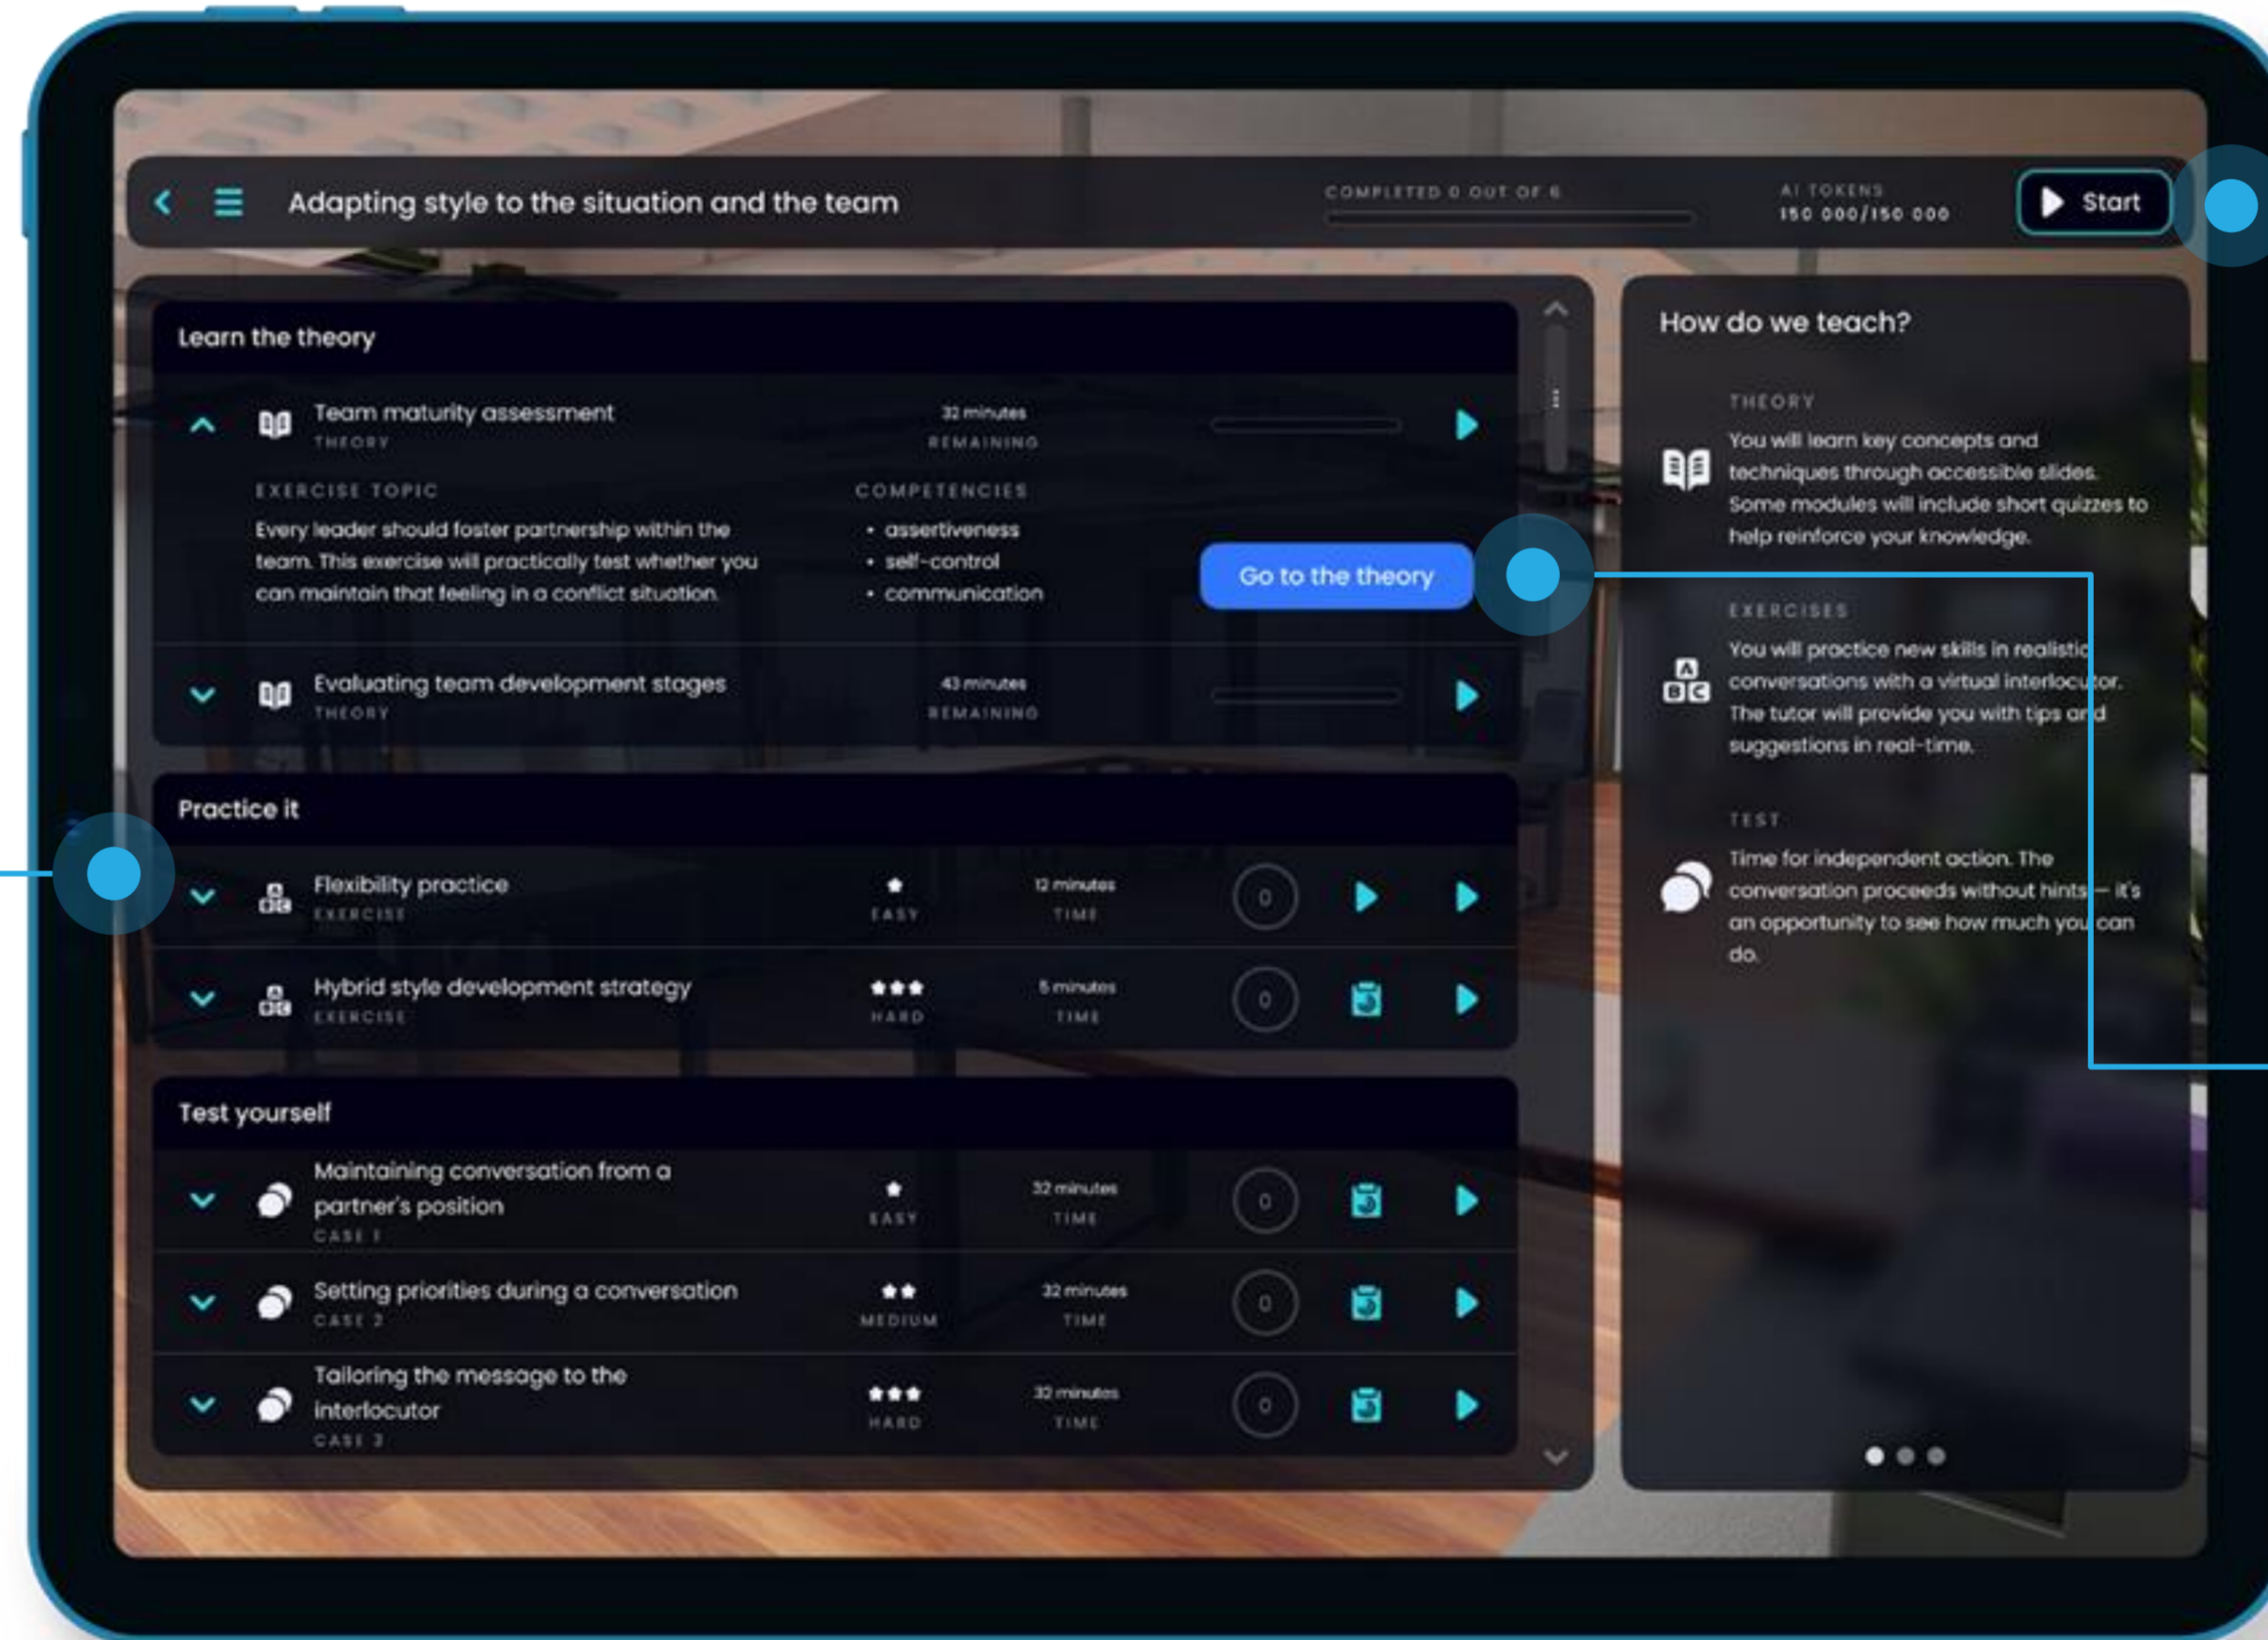 Adapting style to the situation and the team
COMPLETED 0 OUT OF 6
AI TOKENS
150 000/150 000
Start
Learn the theory
Team maturity assessment
THEORY
32 minutes
REMAINING
EXERCISE TOPIC
Every leader should foster partnership within the
team. This exercise will practically test whether you
can maintain that feeling in a conflict situation.
COMPETENCIES
• assertiveness
• self-control
• communication
Go to the theory
Evaluating team development stages
THEORY
43 minutes
REMAINING
Practice it
Flexibility practice
EXERCISE
EASY
12 minutes
TIME
0
Hybrid style development strategy
EXERCISE
HARD
5 minutes
TIME
0
Test yourself
Maintaining conversation from a
partner's position
CASE 1
EASY
32 minutes
TIME
0
Setting priorities during a conversation
CASE 2
MEDIUM
32 minutes
TIME
0
Tailoring the message to the
interlocutor
CASE 3
HARD
32 minutes
TIME
0
How do we teach?
THEORY
You will learn key concepts and
techniques through accessible slides.
Some modules will include short quizzes to
help reinforce your knowledge.
EXERCISES
A
B C
You will practice new skills in realistic
conversations with a virtual interlocutor.
The tutor will provide you with tips and
suggestions in real-time.
TEST
Time for independent action. The
conversation proceeds without hints — it's
an opportunity to see how much you can
do.